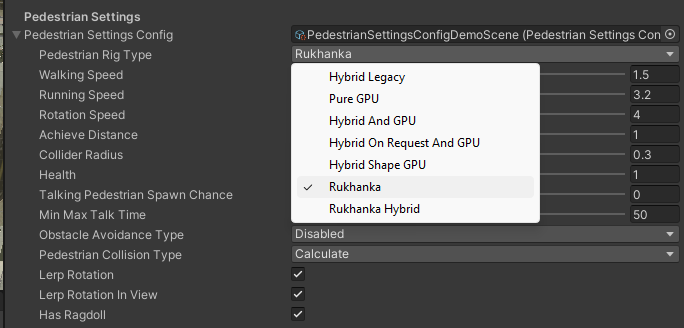 Pedestrian Settings
Pedestrian Settings Config PedestrianSettingsConfigDemoScene (Pedestrian Settings Con
Pedestrian Rig Type Rukhanka
Walking Speed Hybrid Legacy 1.5
Running Speed Pure GPU 3.2
Rotation Speed Hybrid And GPU 4
Achieve Distance Hybrid On Request And GPU 1
Collider Radius Hybrid Shape GPU 0.3
Health Rukhanka 1
Talking Pedestrian Spawn Chance 0
Min Max Talk Time Rukhanka Hybrid 50
Obstacle Avoidance Type Disabled
Pedestrian Collision Type Calculate
Lerp Rotation
Lerp Rotation In View
Has Ragdoll